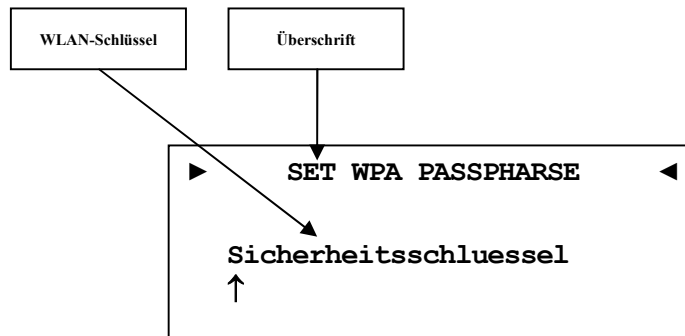 WLAN-Schlüssel
Überschrift
► SET WPA PASSPHARSE ◄
Sicherheitsschluessel
↑